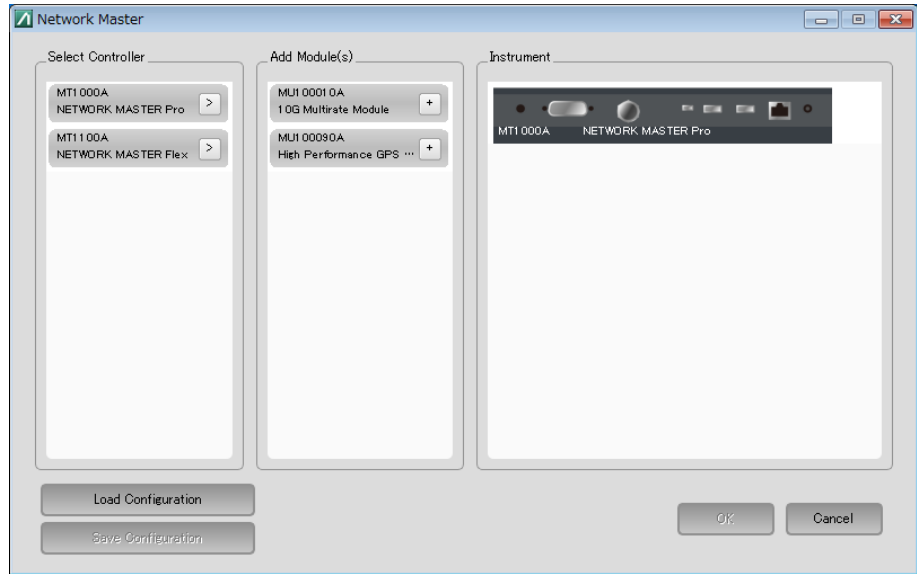 Network Master
Select Controller
MT1000A
NETWORK MASTER Pro
>
MT1100A
NETWORK MASTER Flex
>
Add Module(s)
MU100010A
10G Multirate Module
+
MU100090A
High Performance GPS ...
+
Instrument
MT1000A NETWORK MASTER Pro
Load Configuration
Save Configuration
OK
Cancel